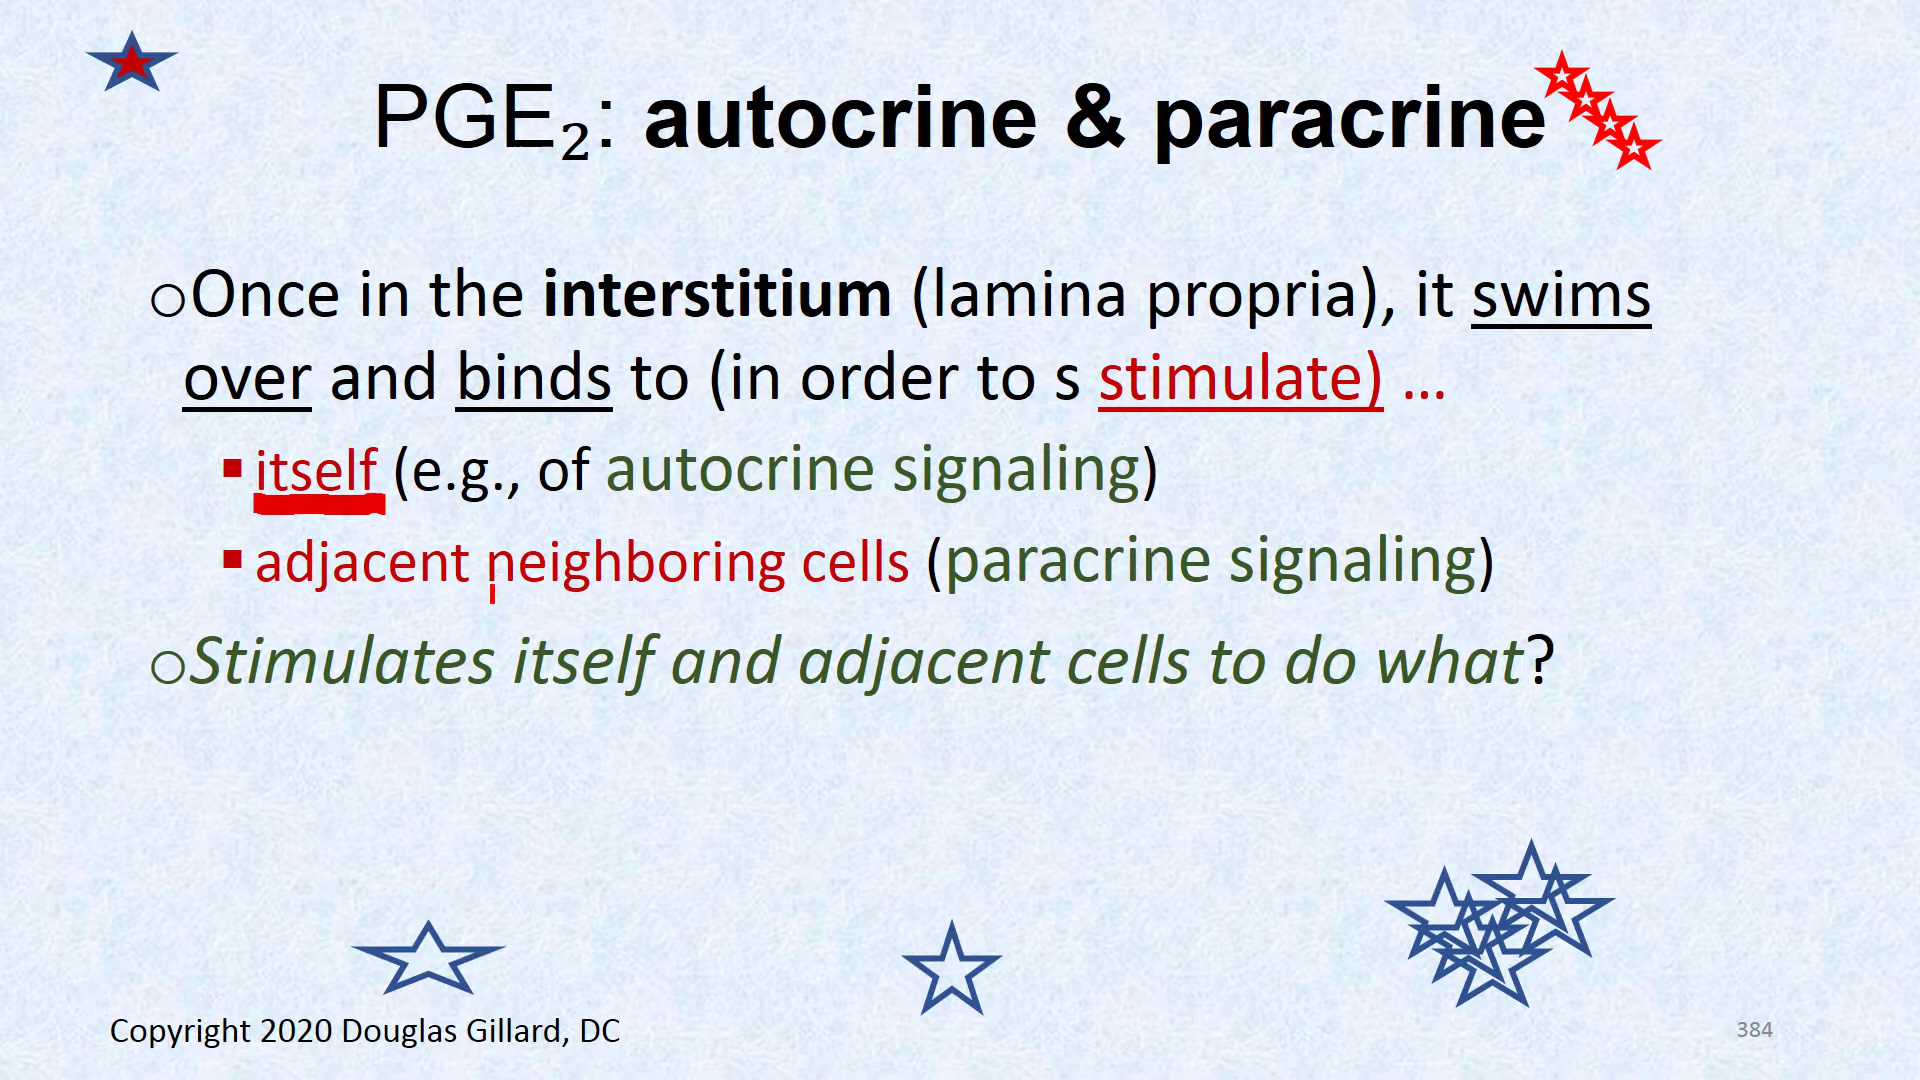 PGE₂: autocrine & paracrine
oOnce in the interstitium (lamina propria), it swims
over and binds to (in order to s stimulate) ...
▪ itself (e.g., of autocrine signaling)
▪ adjacent neighboring cells (paracrine signaling)
oStimulates itself and adjacent cells to do what?
Copyright 2020 Douglas Gillard, DC
384